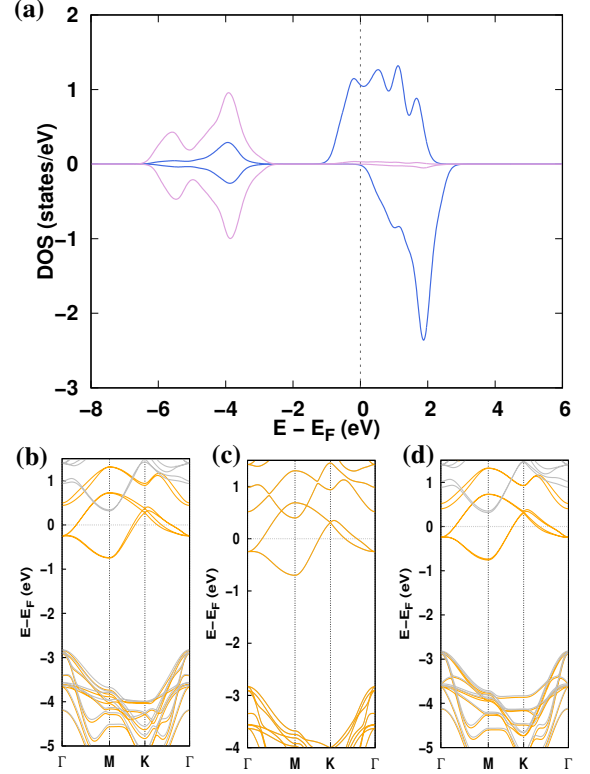 (a)
2
1
0
−1
−2
−3
DOS (states/eV)
−8 −6 −4 −2 0 2 4 6
E − E_F (eV)
(b) (c) (d)
1
0
−1
−2
−3
−4
−5
E−E_F (eV)
Γ M K Γ
1
0
−1
−2
−3
−4
E−E_F (eV)
Γ M K Γ
1
0
−1
−2
−3
−4
−5
E−E_F (eV)
Γ M K Γ